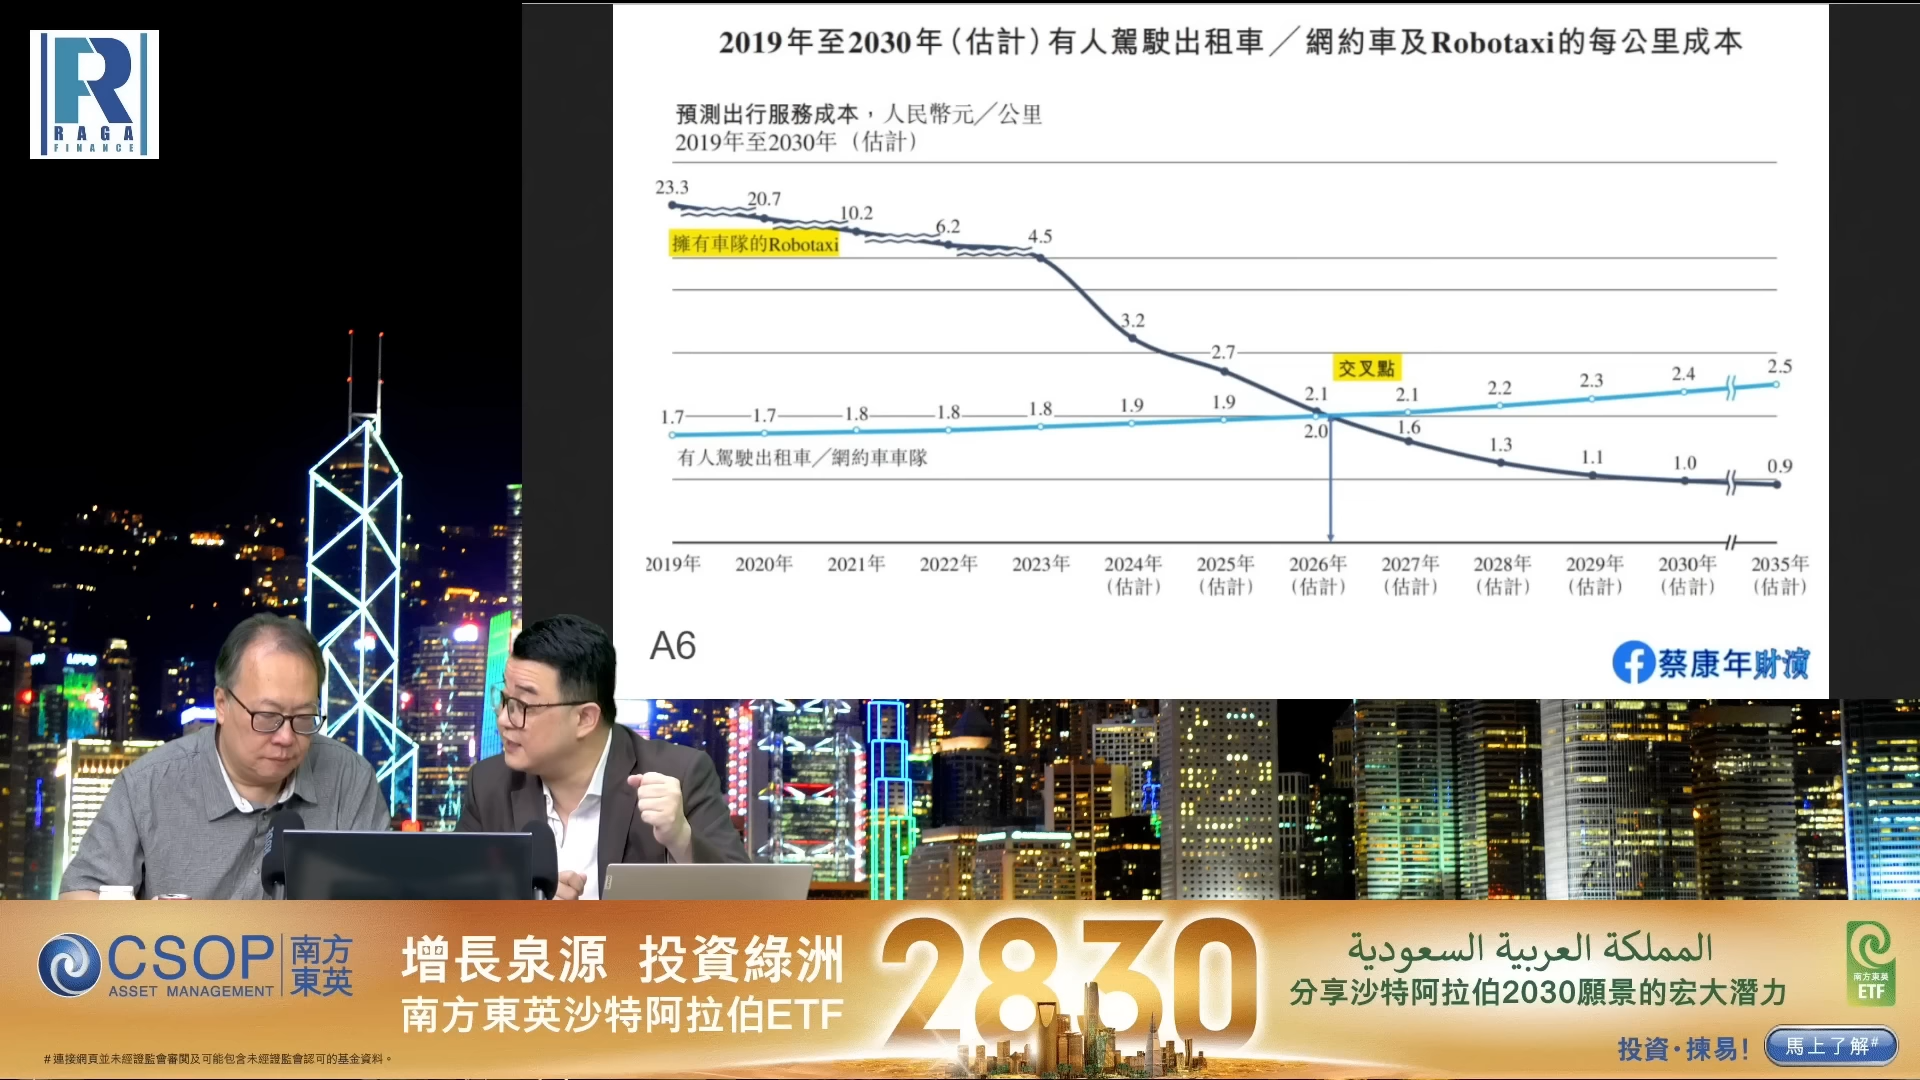 RAGA
FINANCE
2019年至2030年（估計）有人駕駛出租車／網約車及Robotaxi的每公里成本
預測出行服務成本，人民幣元／公里
2019年至2030年（估計）
23.3
20.7
10.2
6.2
4.5
擁有車隊的Robotaxi
3.2
2.7
交叉點
1.7
1.7
1.8
1.8
1.8
1.9
1.9
2.1
2.1
2.2
2.3
2.4
2.5
2.0
1.6
1.3
1.1
1.0
0.9
有人駕駛出租車／網約車車隊
2019年 2020年 2021年 2022年 2023年 2024年 2025年 2026年 2027年 2028年 2029年 2030年 2035年
（估計） （估計） （估計） （估計） （估計） （估計） （估計） （估計）
A6
蔡康年財演
CSOP 南方東英
ASSET MANAGEMENT
增長泉源 投資綠洲
南方東英沙特阿拉伯ETF
#連接網頁並未經證監會審閱及可能包含未經證監會認可的基金資料。
2830
المملكة العربية السعودية
分享沙特阿拉伯2030願景的宏大潛力
投資·揀易!
馬上了解#
南方東英
ETF